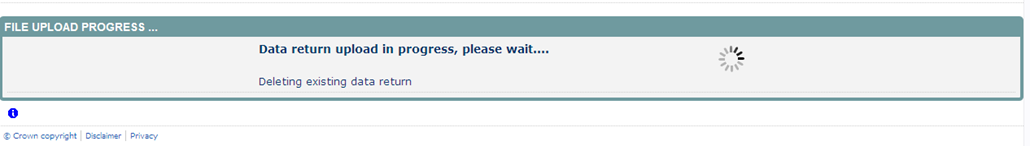 FILE UPLOAD PROGRESS ...
Data return upload in progress, please wait....
Deleting existing data return
© Crown copyright Disclaimer Privacy